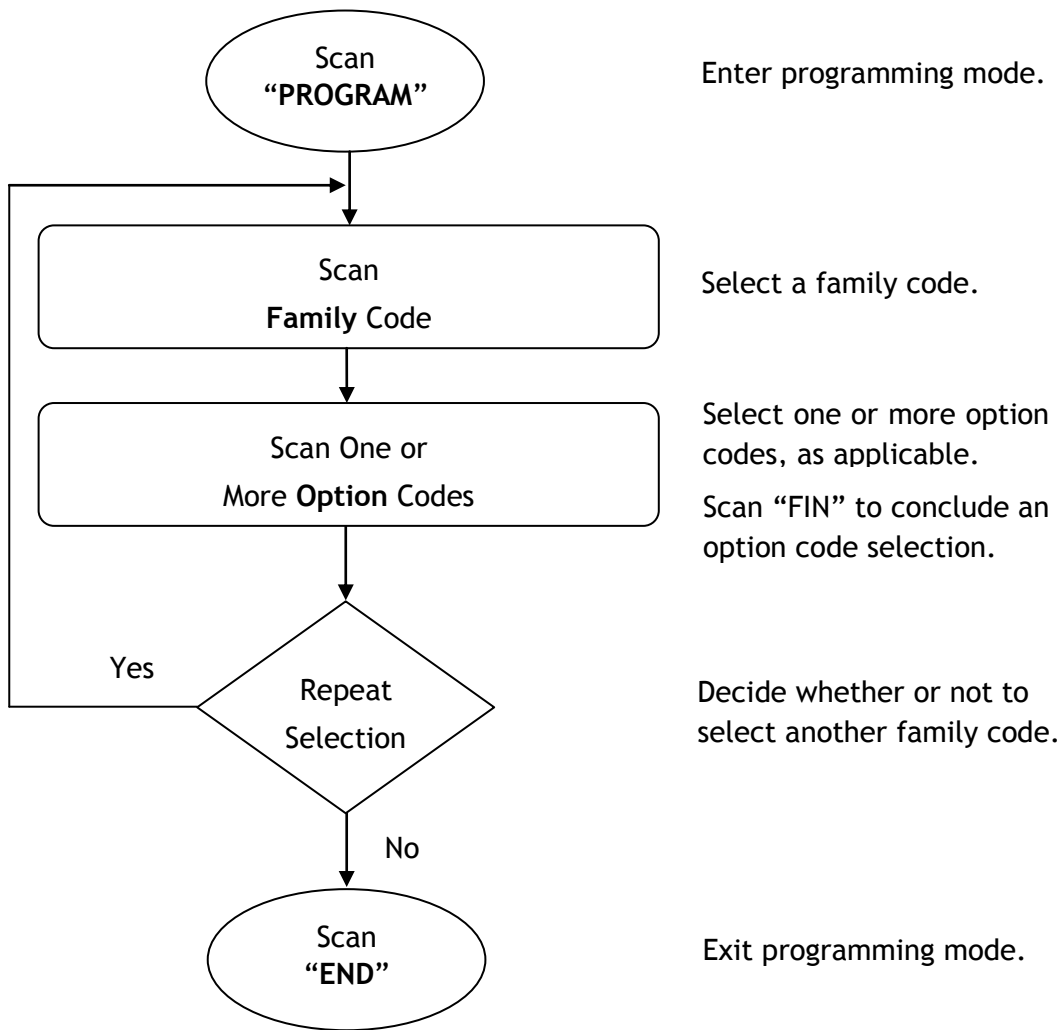 Scan
“PROGRAM”
Enter programming mode.
Scan
Family Code
Select a family code.
Scan One or
More Option Codes
Select one or more option
codes, as applicable.
Scan “FIN” to conclude an
option code selection.
Yes
Repeat
Selection
Decide whether or not to
select another family code.
No
Scan
“END”
Exit programming mode.